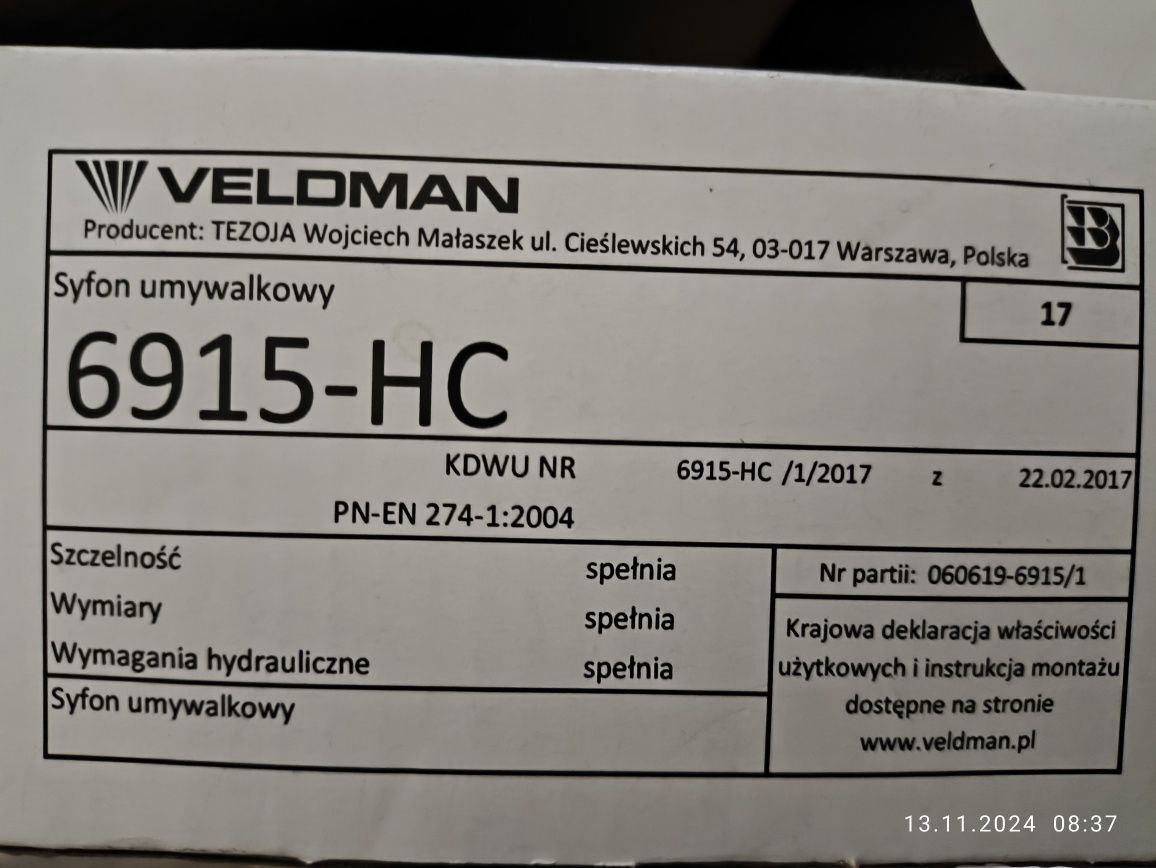 VELDMAN
Producent: TEZOJA Wojciech Małaszek ul. Cieślewskich 54, 03-017 Warszawa, Polska
B
Syfon umywalkowy
17
6915-HC
KDWU NR 6915-HC /1/2017 z 22.02.2017
PN-EN 274-1:2004
Szczelność spełnia
Wymiary spełnia
Wymagania hydrauliczne spełnia
Syfon umywalkowy
Nr partii: 060619-6915/1
Krajowa deklaracja właściwości
użytkowych i instrukcja montażu
dostępne na stronie
www.veldman.pl
13.11.2024 08:37